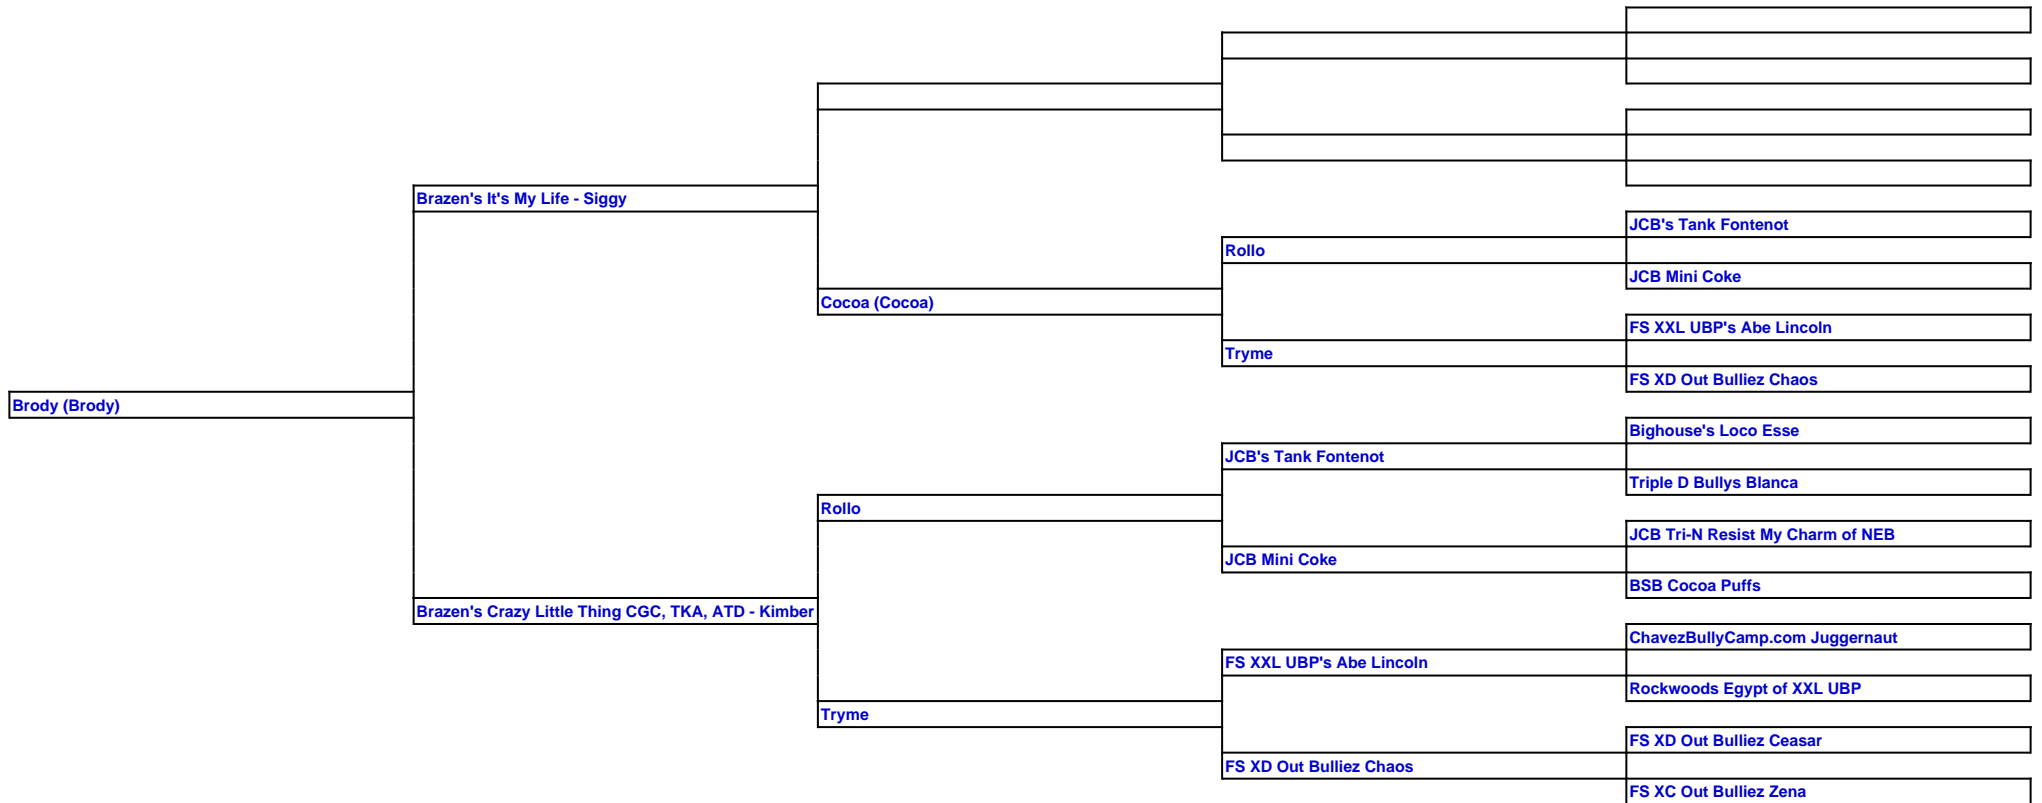 Brazen's It's My Life - Siggy
JCB's Tank Fontenot
Rollo
JCB Mini Coke
Cocoa (Cocoa)
FS XXL UBP's Abe Lincoln
Tryme
FS XD Out Bulliez Chaos
Brody (Brody)
Bighouse's Loco Esse
JCB's Tank Fontenot
Triple D Bullys Blanca
Rollo
JCB Tri-N Resist My Charm of NEB
JCB Mini Coke
BSB Cocoa Puffs
Brazen's Crazy Little Thing CGC, TKA, ATD - Kimber
ChavezBullyCamp.com Juggernaut
FS XXL UBP's Abe Lincoln
Rockwoods Egypt of XXL UBP
Tryme
FS XD Out Bulliez Ceasar
FS XD Out Bulliez Chaos
FS XC Out Bulliez Zena